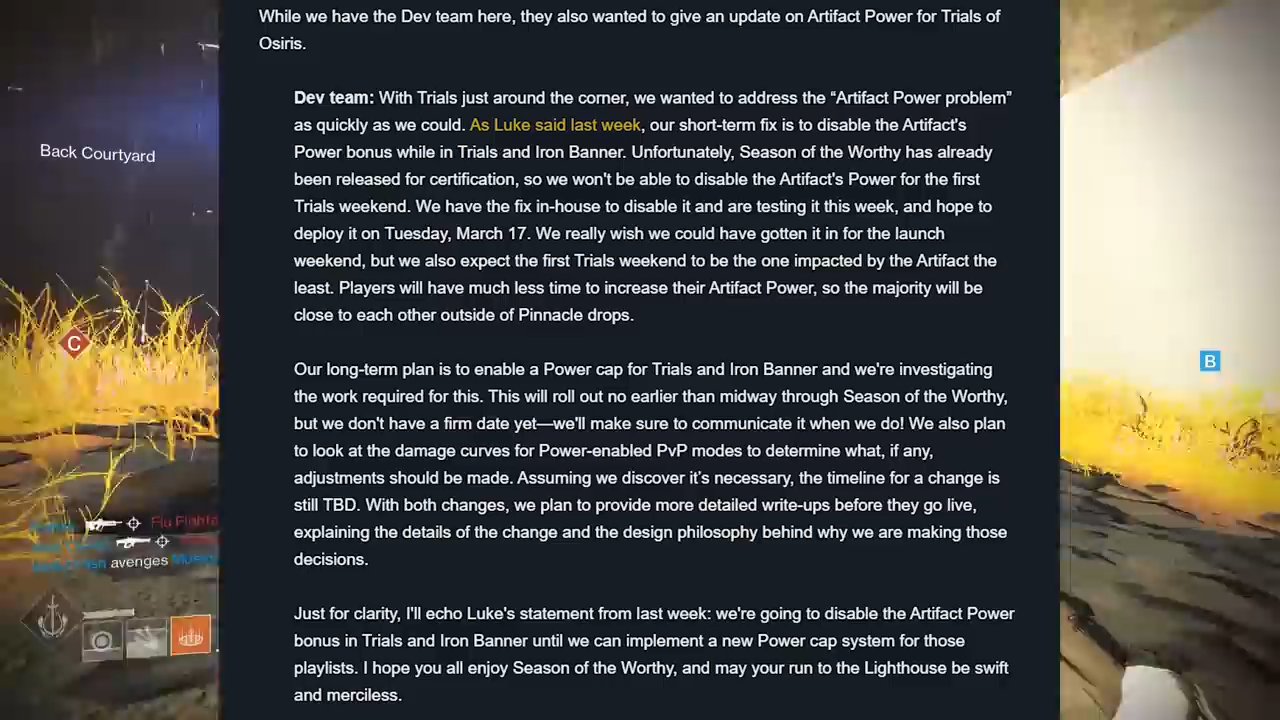 While we have the Dev team here, they also wanted to give an update on Artifact Power for Trials of
Osiris.
Dev team: With Trials just around the corner, we wanted to address the “Artifact Power problem”
as quickly as we could. As Luke said last week, our short-term fix is to disable the Artifact's
Power bonus while in Trials and Iron Banner. Unfortunately, Season of the Worthy has already
been released for certification, so we won't be able to disable the Artifact's Power for the first
Trials weekend. We have the fix in-house to disable it and are testing it this week, and hope to
deploy it on Tuesday, March 17. We really wish we could have gotten it in for the launch
weekend, but we also expect the first Trials weekend to be the one impacted by the Artifact the
least. Players will have much less time to increase their Artifact Power, so the majority will be
close to each other outside of Pinnacle drops.
Our long-term plan is to enable a Power cap for Trials and Iron Banner and we're investigating
the work required for this. This will roll out no earlier than midway through Season of the Worthy,
but we don't have a firm date yet—we'll make sure to communicate it when we do! We also plan
to look at the damage curves for Power-enabled PvP modes to determine what, if any,
adjustments should be made. Assuming we discover it’s necessary, the timeline for a change is
still TBD. With both changes, we plan to provide more detailed write-ups before they go live,
explaining the details of the change and the design philosophy behind why we are making those
decisions.
Just for clarity, I'll echo Luke's statement from last week: we're going to disable the Artifact Power
bonus in Trials and Iron Banner until we can implement a new Power cap system for those
playlists. I hope you all enjoy Season of the Worthy, and may your run to the Lighthouse be swift
and merciless.
Back Courtyard
C
B
Flu
avenges